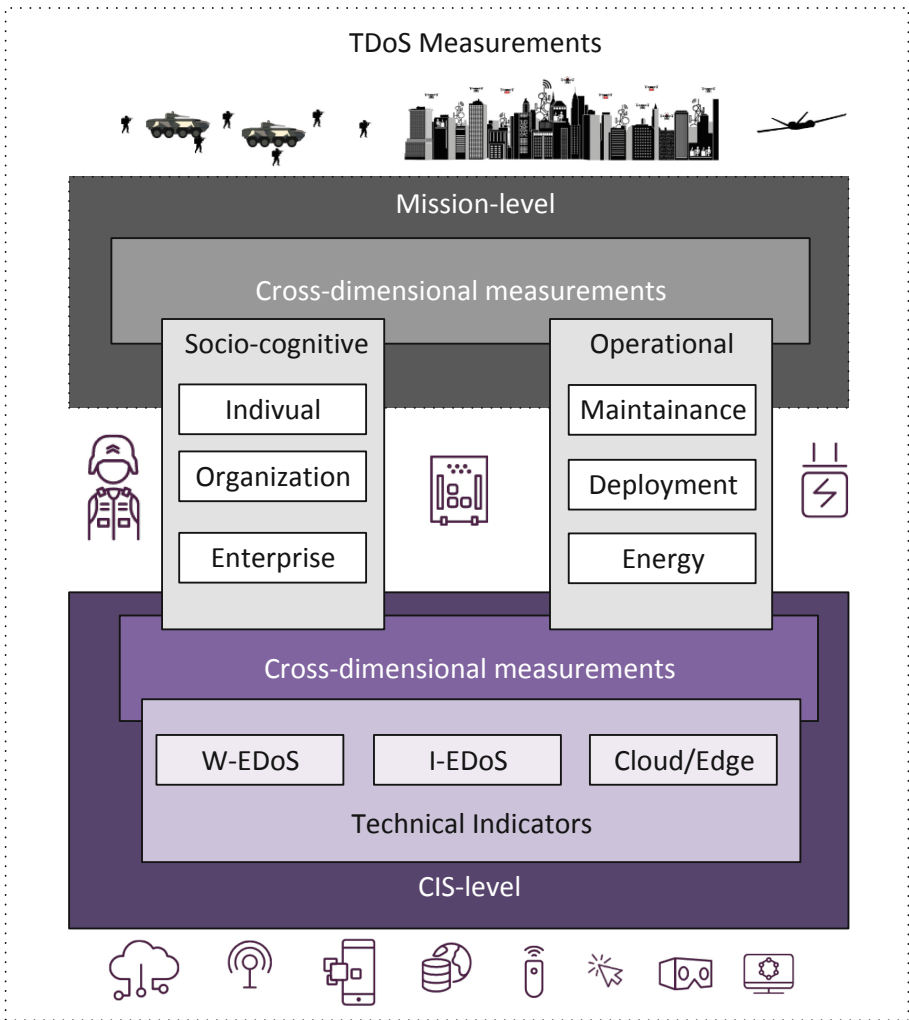 TDoS Measurements
Mission-level
Cross-dimensional measurements
Socio-cognitive
Indivual
Organization
Enterprise
Operational
Maintainance
Deployment
Energy
Cross-dimensional measurements
W-EDoS
I-EDoS
Cloud/Edge
Technical Indicators
CIS-level